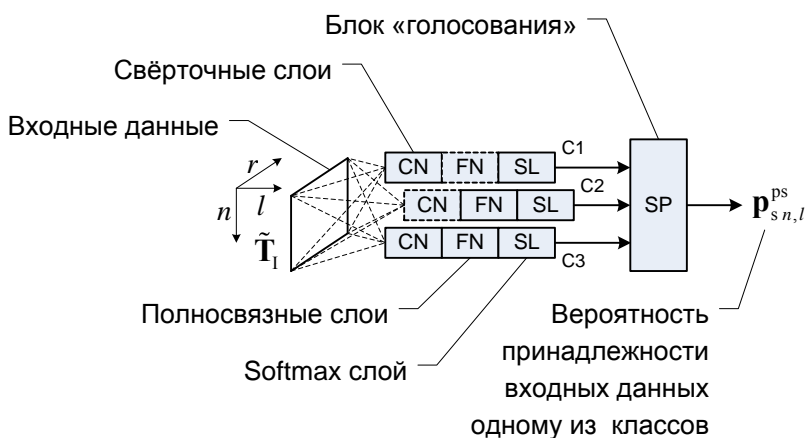 Блок «голосования»
Свёрточные слои
Входные данные
r
n
l
T̃I
CN FN SL C1
CN FN SL C2
CN FN SL C3
SP
p ps s n,l
Полносвязные слои
Softmax слой
Вероятность
принадлежности
входных данных
одному из классов